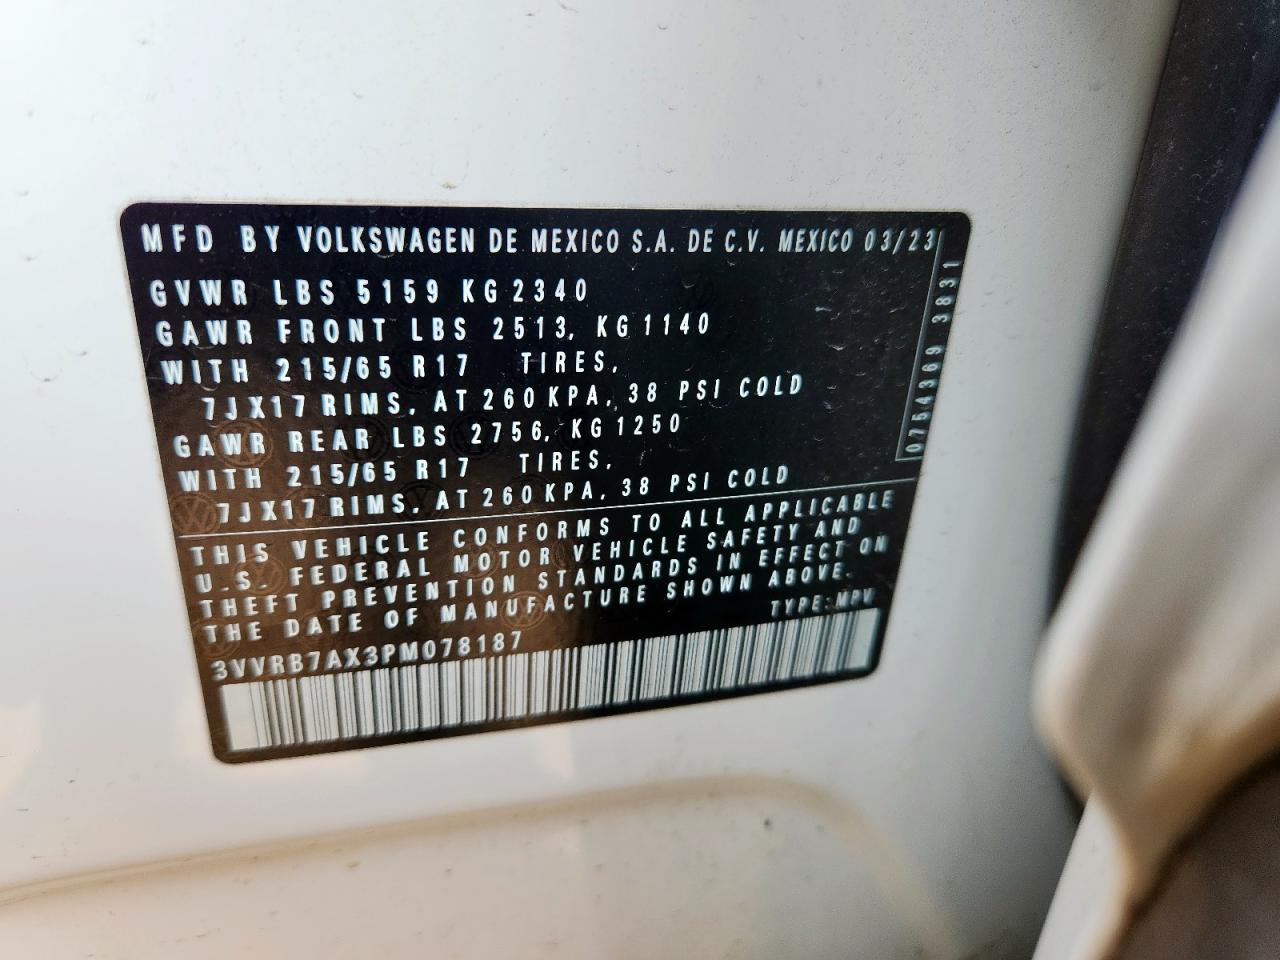 MFD BY VOLKSWAGEN DE MEXICO S.A. DE C.V. MEXICO 03/23
GVWR LBS 5159 KG 2340
GAWR FRONT LBS 2513, KG 1140
WITH 215/65 R17 TIRES,
7JX17 RIMS, AT 260 KPA, 38 PSI COLD
GAWR REAR LBS 2756, KG 1250
WITH 215/65 R17 TIRES,
7JX17 RIMS, AT 260 KPA, 38 PSI COLD
THIS VEHICLE CONFORMS TO ALL APPLICABLE
U.S. FEDERAL MOTOR VEHICLE SAFETY AND
THEFT PREVENTION STANDARDS IN EFFECT ON
THE DATE OF MANUFACTURE SHOWN ABOVE.
TYPE: MPV
3VVRB7AX3PM078187
0754369 3831